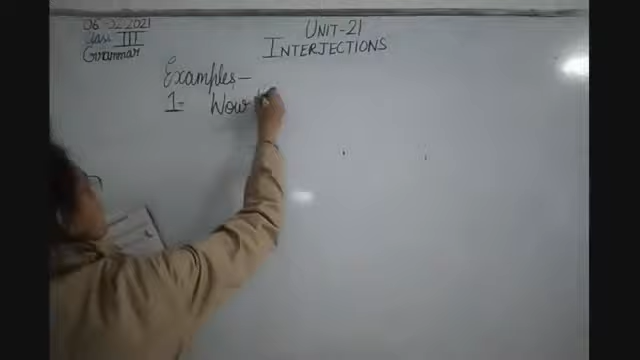 06-02-2021
Class III
Grammar
UNIT-21
INTERJECTIONS
Examples-
1= Wow